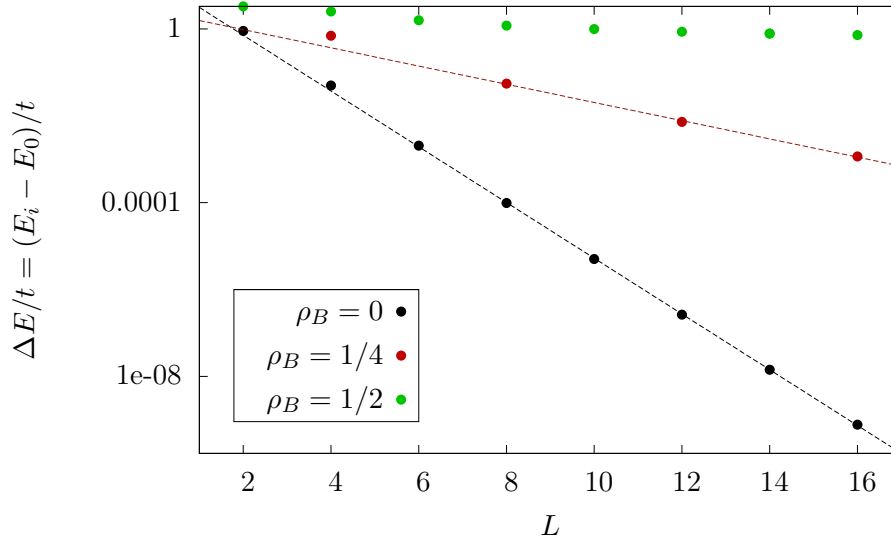 1
0.0001
1e-08
ΔE/t = (E_i − E_0)/t
ρ_B = 0
ρ_B = 1/4
ρ_B = 1/2
2 4 6 8 10 12 14 16
L